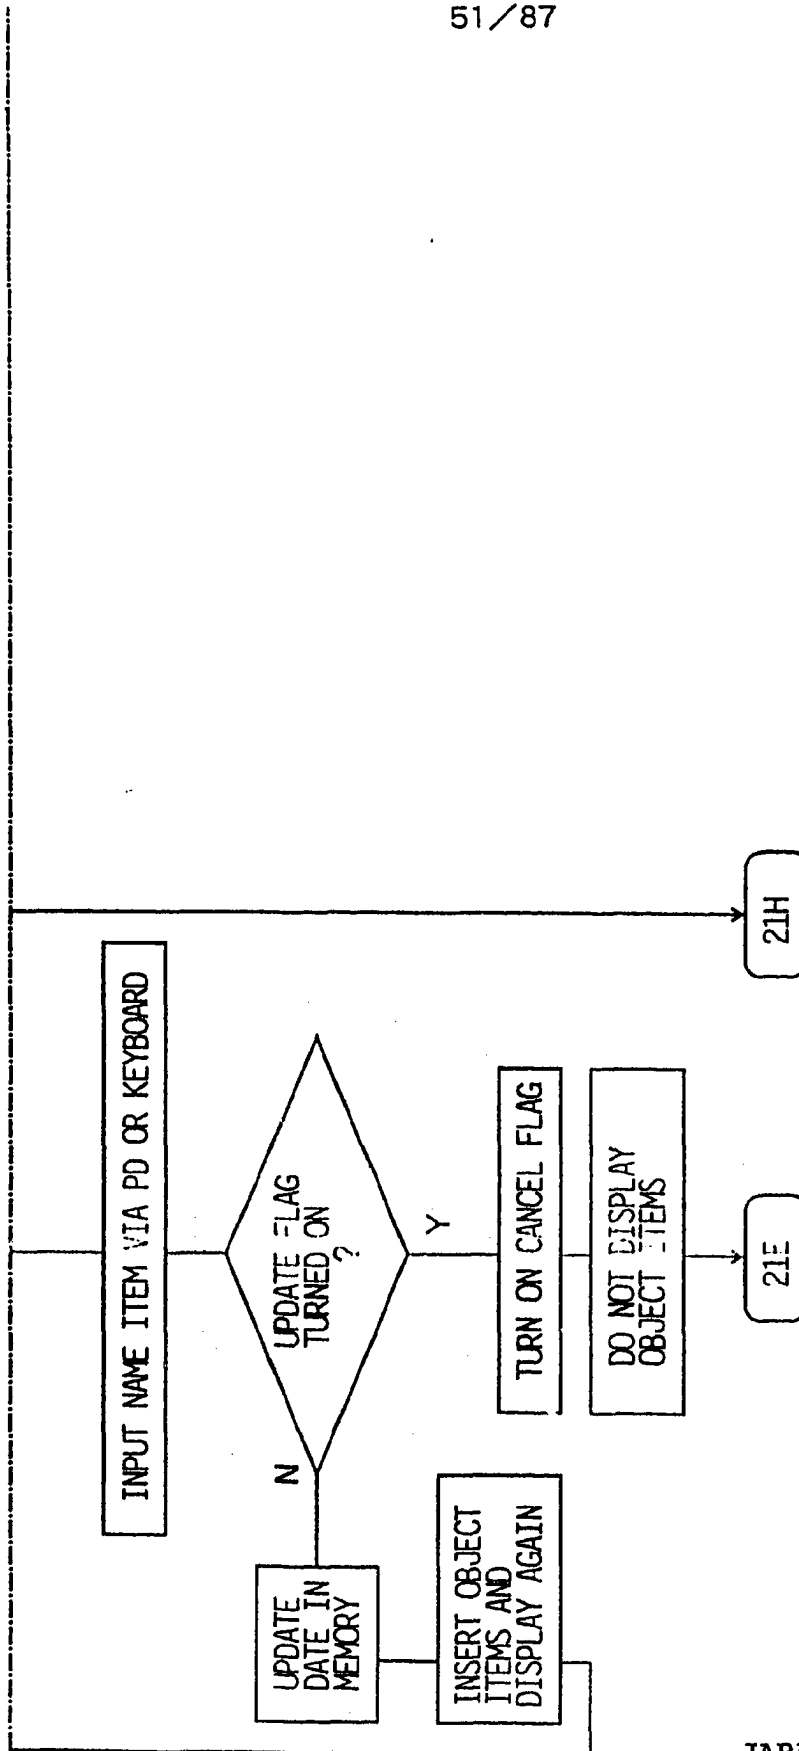 51/87
INPUT NAME ITEM VIA PD OR KEYBOARD
UPDATE FLAG
TURNED ON
?
N
Y
UPDATE
DATE IN
MEMORY
INSERT OBJECT
ITEMS AND
DISPLAY AGAIN
TURN ON CANCEL FLAG
DO NOT DISPLAY
OBJECT ITEMS
21E
21H